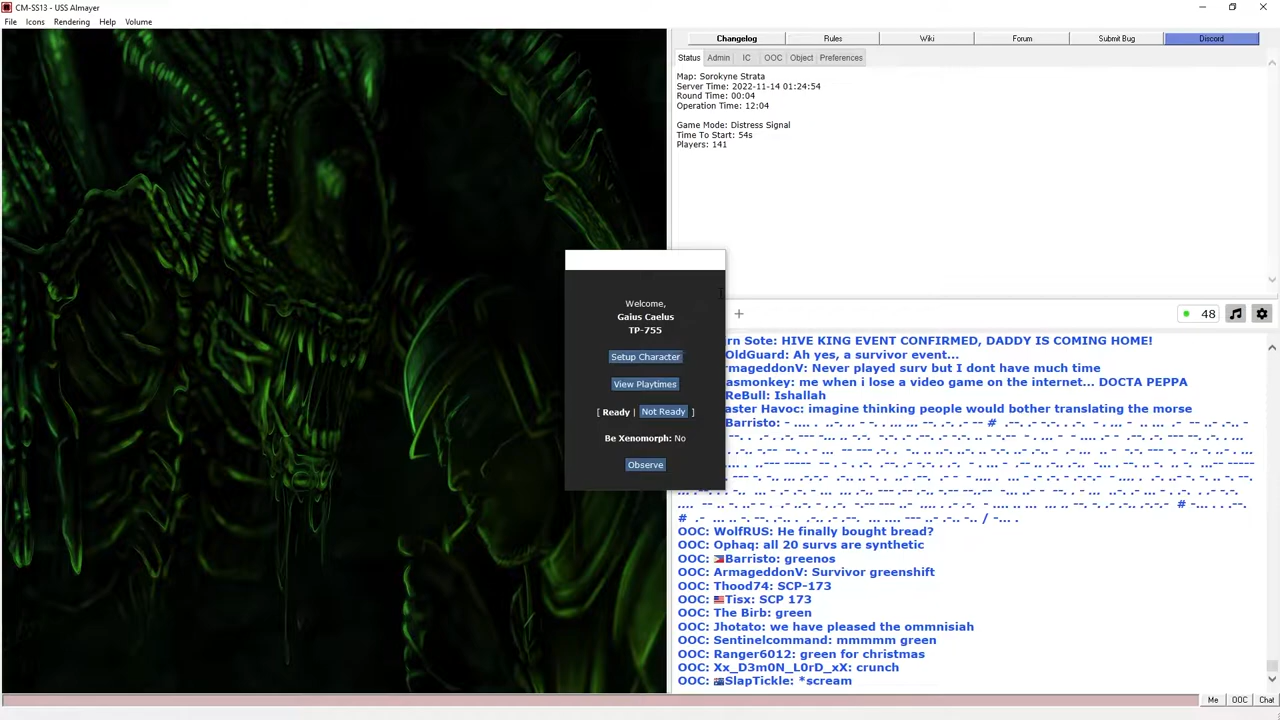 CM-SS13 - USS Almayer
File Icons Rendering Help Volume
Changelog Rules Wiki Forum Submit Bug Discord
Status Admin IC OOC Object Preferences
Map: Sorokyne Strata
Server Time: 2022-11-14 01:24:54
Round Time: 00:04
Operation Time: 12:04
Game Mode: Distress Signal
Time To Start: 54s
Players: 141
Welcome,
Gaius Caelus
TP-755
Setup Character
View Playtimes
[ Ready | Not Ready ]
Be Xenomorph: No
Observe
+ 48
rn Sote: HIVE KING EVENT CONFIRMED, DADDY IS COMING HOME!
OldGuard: Ah yes, a survivor event...
rmageddonV: Never played surv but I dont have much time
asmonkey: me when i lose a video game on the internet... DOCTA PEPPA
ReBull: Ishallah
aster Havoc: imagine thinking people would bother translating the morse
Barristo:
OOC: WolfRUS: He finally bought bread?
OOC: Ophaq: all 20 survs are synthetic
OOC: Barristo: greenos
OOC: ArmageddonV: Survivor greenshift
OOC: Thood74: SCP-173
OOC: Tisx: SCP 173
OOC: The Birb: green
OOC: Jhotato: we have pleased the ommnisiah
OOC: Sentinelcommand: mmmmm green
OOC: Ranger6012: green for christmas
OOC: Xx_D3m0N_L0rD_xX: crunch
OOC: SlapTickle: *scream
Me OOC Chat